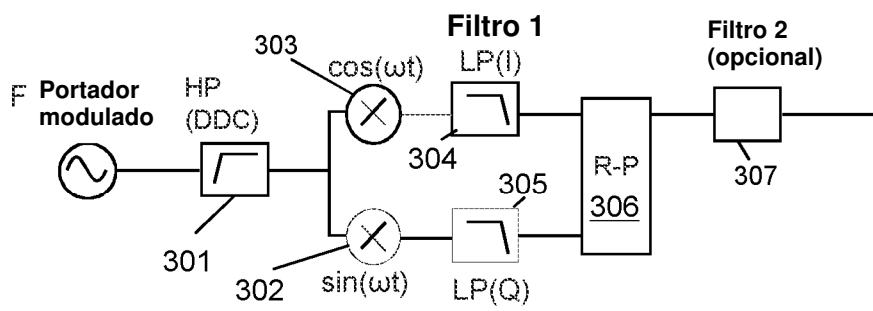 Filtro 1
303
cos(ωt)
LP(I)
Filtro 2
(opcional)
F
Portador
modulado
HP
(DDC)
304
305
R-P
306
307
301
302
sin(ωt)
LP(Q)